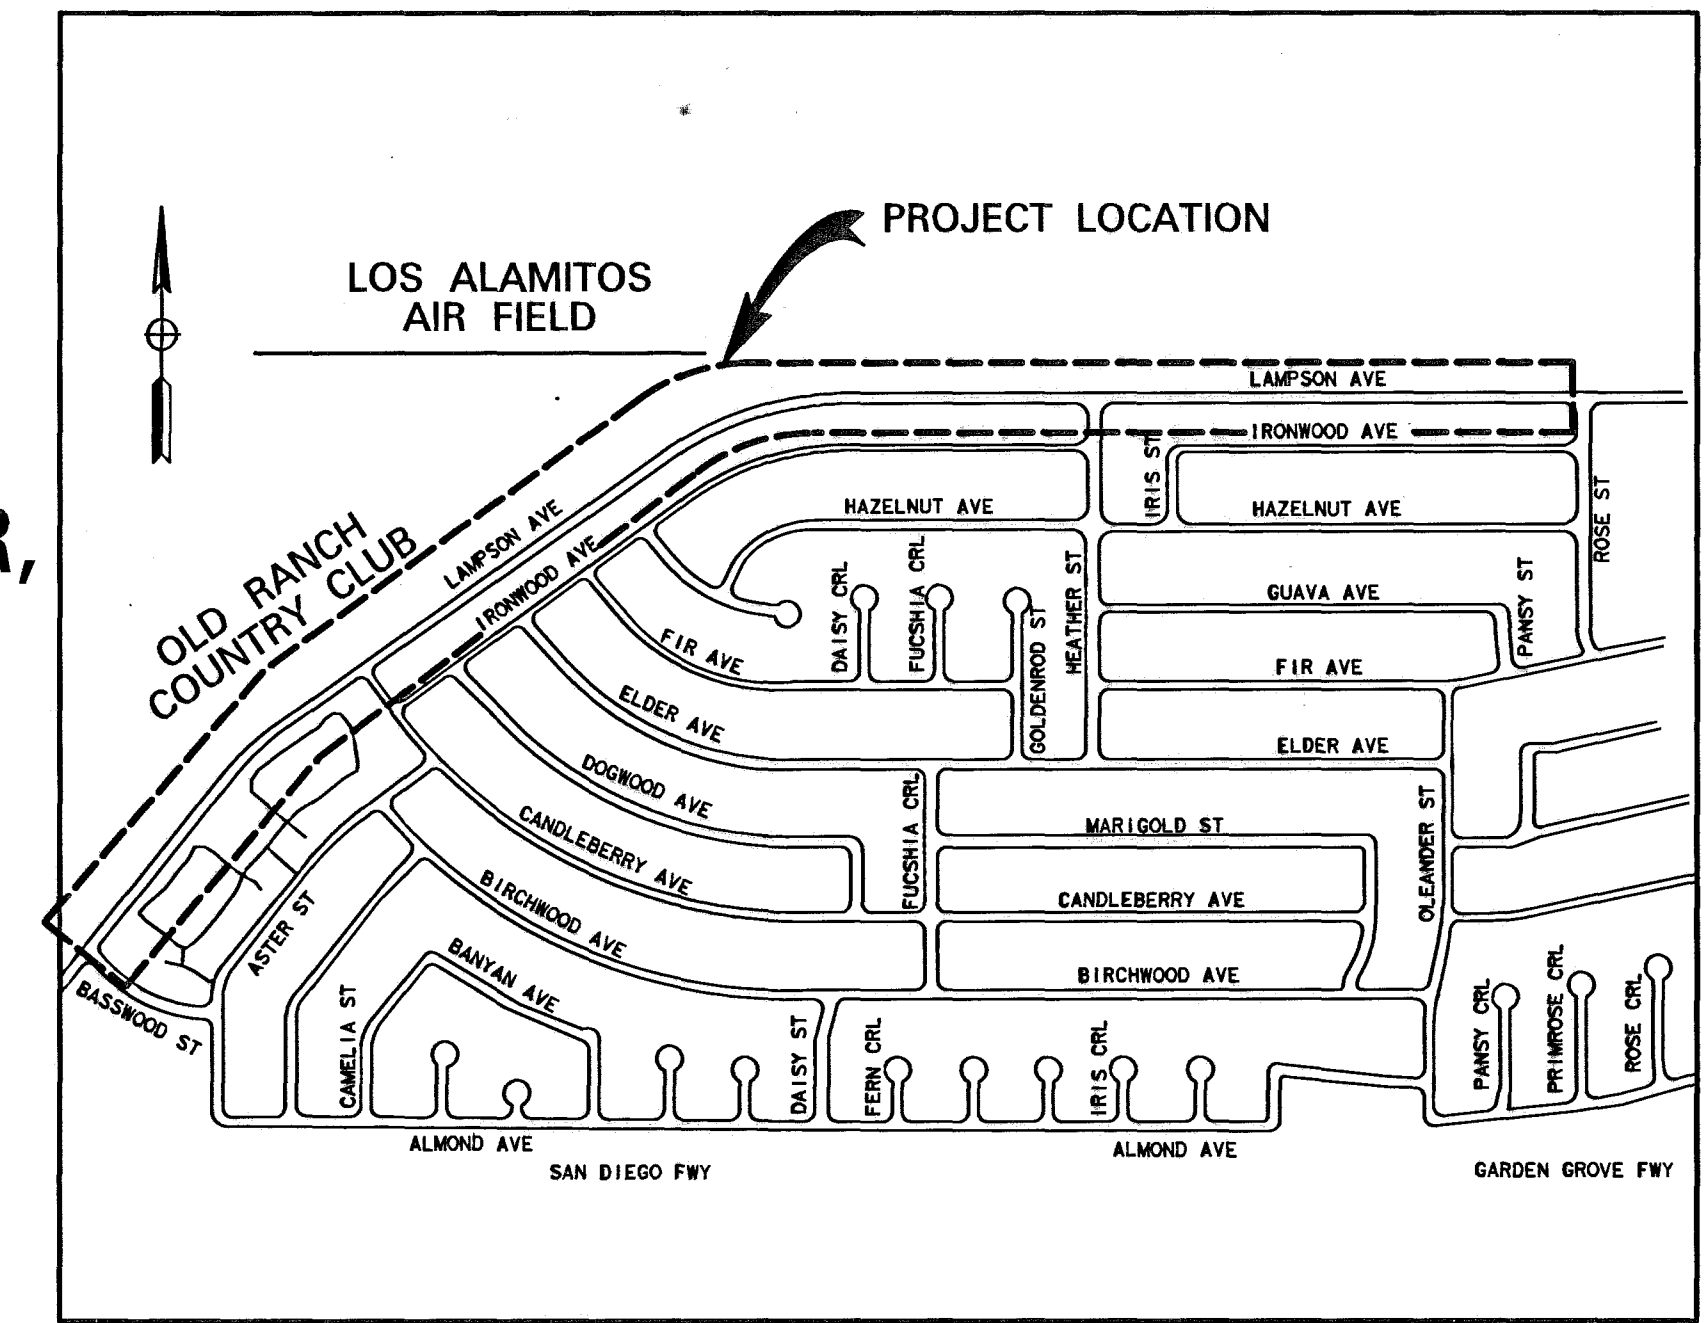 PROJECT LOCATION
LOS ALAMITOS
AIR FIELD
LAMPSON AVE
IRONWOOD AVE
IRIS ST
HAZELNUT AVE
HAZELNUT AVE
ROSE ST
R,
OLD RANCH
COUNTRY CLUB
LAMPSON AVE
IRONWOOD AVE
DAISY CRL
FUCSHIA CRL
GOLDENROD ST
HEATHER ST
GUAVA AVE
PANSY ST
FIR AVE
FIR AVE
ELDER AVE
ELDER AVE
DOGWOOD AVE
FUCSHIA CRL
MARIGOLD ST
OLEANDER ST
CANDLEBERRY AVE
CANDLEBERRY AVE
BIRCHWOOD AVE
BIRCHWOOD AVE
ASTER ST
BANYAN AVE
BASSWOOD ST
CAMELIA ST
DAISY ST
FERN CRL
IRIS CRL
PANSY CRL
PRIMROSE CRL
ROSE CRL
ALMOND AVE
ALMOND AVE
SAN DIEGO FWY
GARDEN GROVE FWY